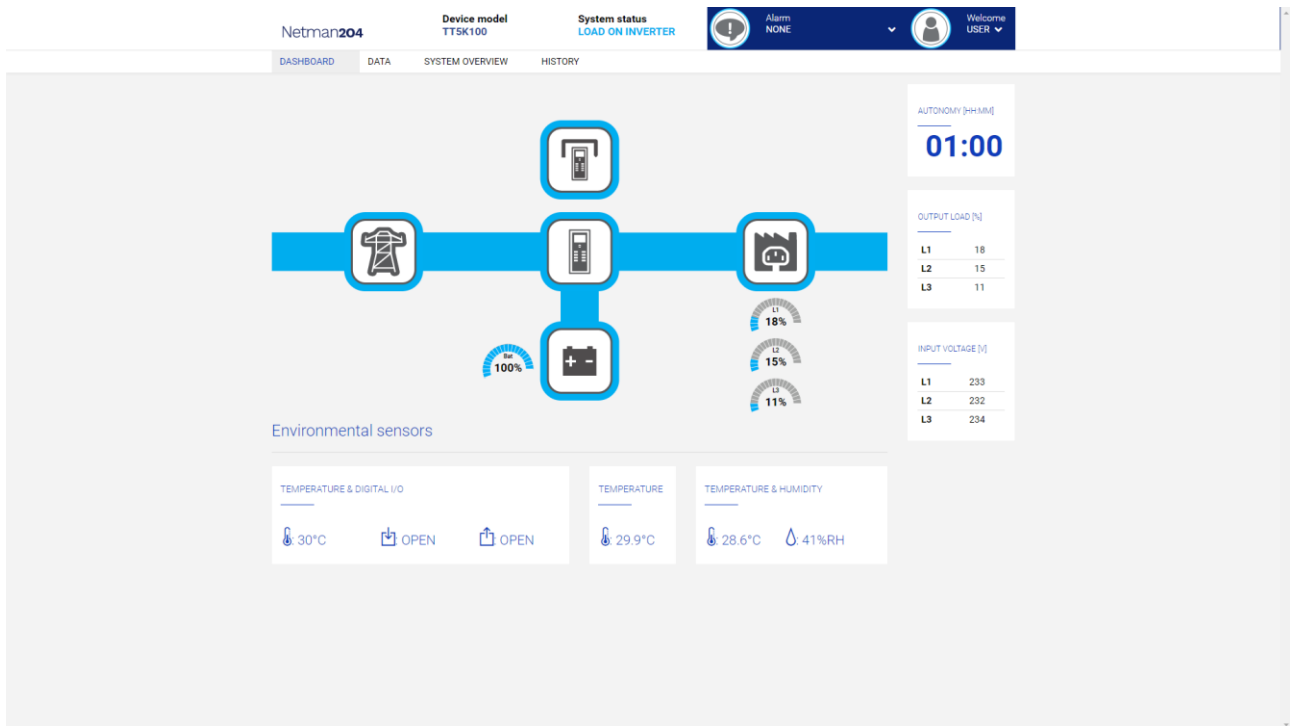 Netman204
Device model
TT5K100
System status
LOAD ON INVERTER
Alarm
NONE
Welcome
USER
DASHBOARD DATA SYSTEM OVERVIEW HISTORY
AUTONOMY [HH:MM]
01:00
OUTPUT LOAD [%]
L1 18
L2 15
L3 11
INPUT VOLTAGE [V]
L1 233
L2 232
L3 234
L1
18%
L2
15%
L3
11%
Bat
100%
Environmental sensors
TEMPERATURE & DIGITAL I/O
: 30°C : OPEN : OPEN
TEMPERATURE
: 29.9°C
TEMPERATURE & HUMIDITY
: 28.6°C : 41%RH